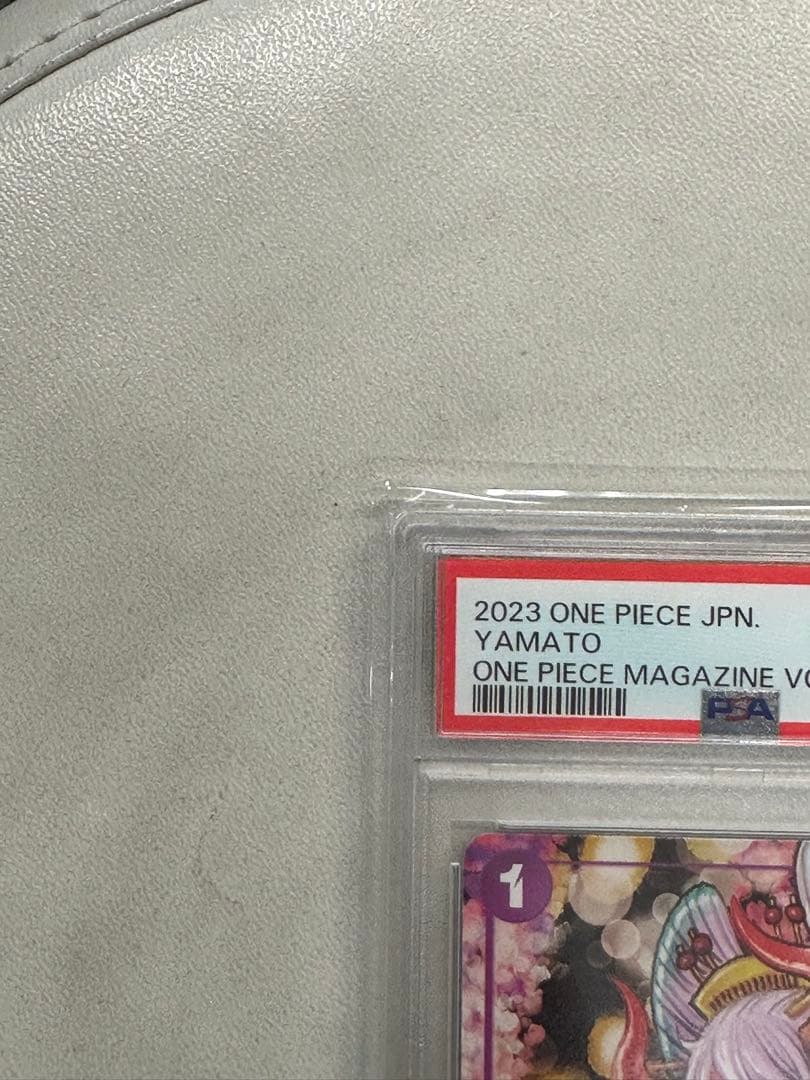 2023 ONE PIECE JPN.
YAMATO
ONE PIECE MAGAZINE
PSA
1